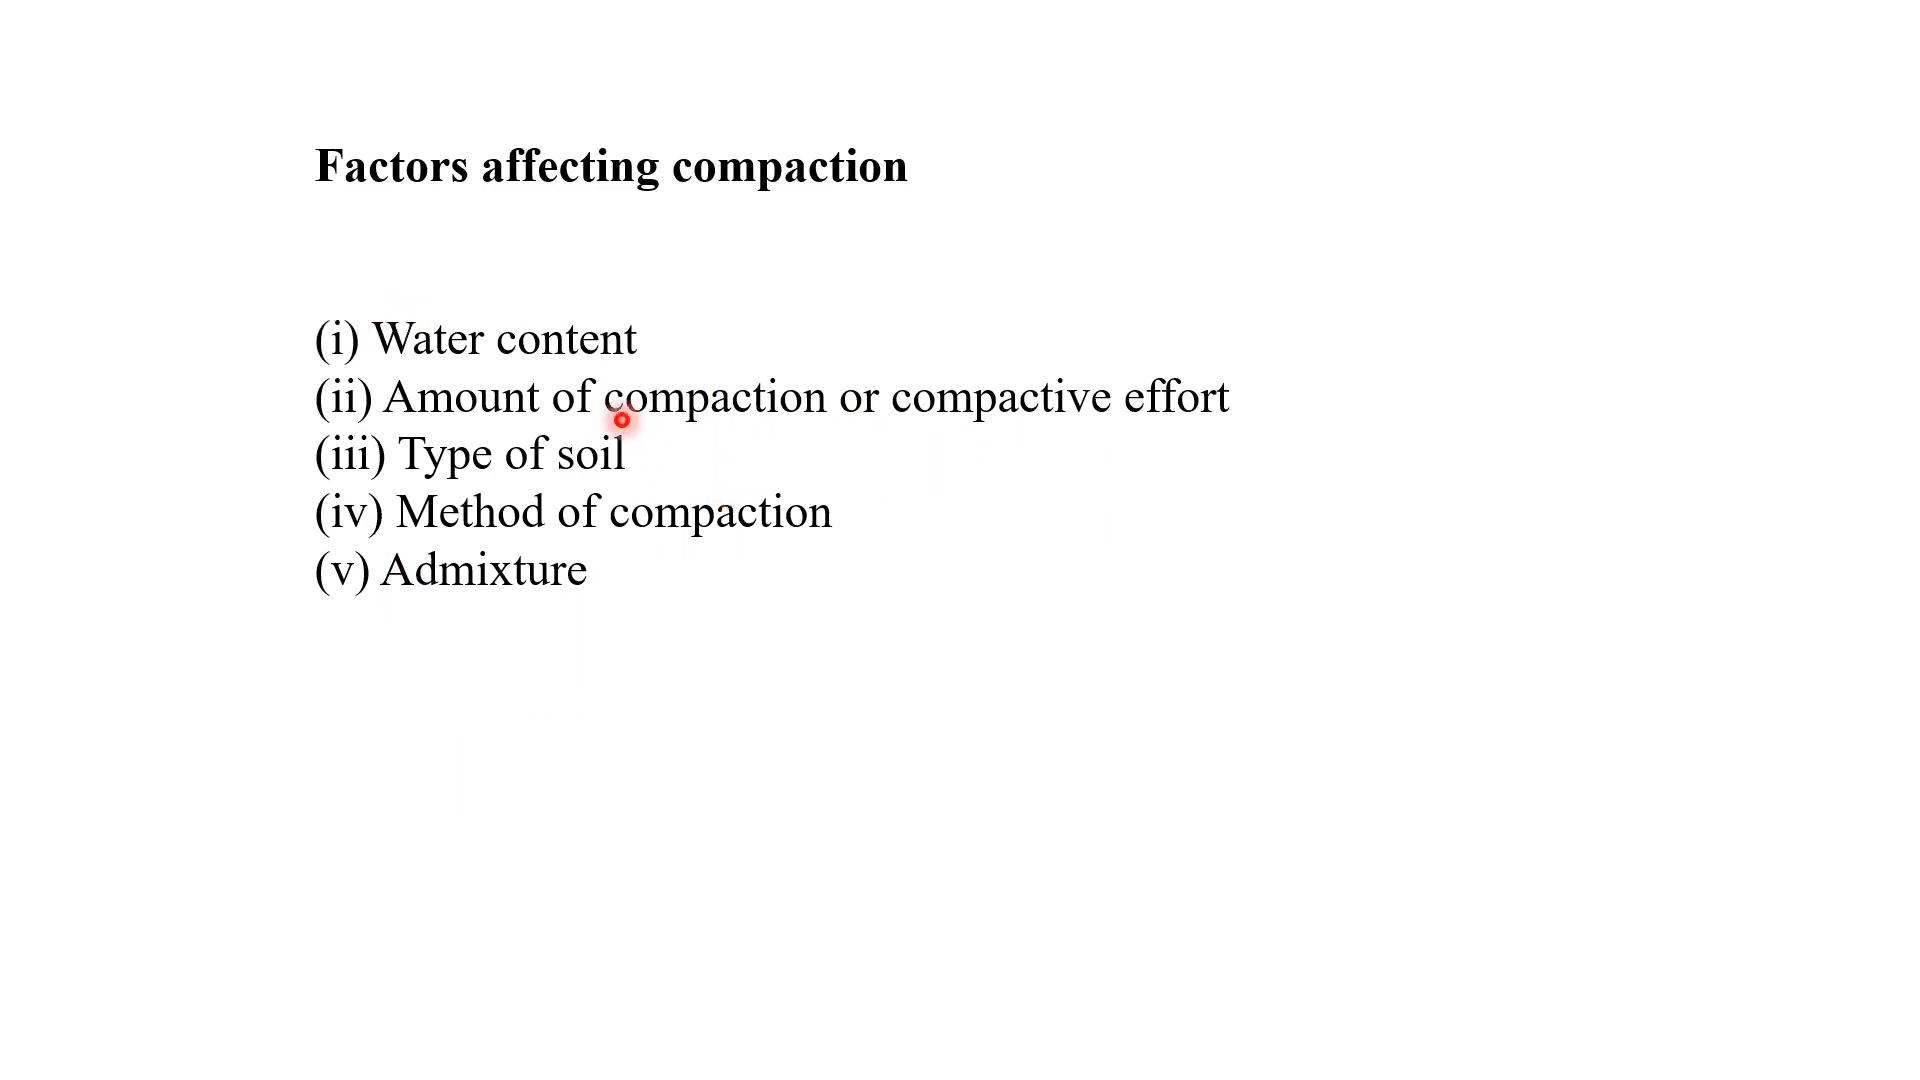 Factors affecting compaction
(i) Water content
(ii) Amount of compaction or compactive effort
(iii) Type of soil
(iv) Method of compaction
(v) Admixture